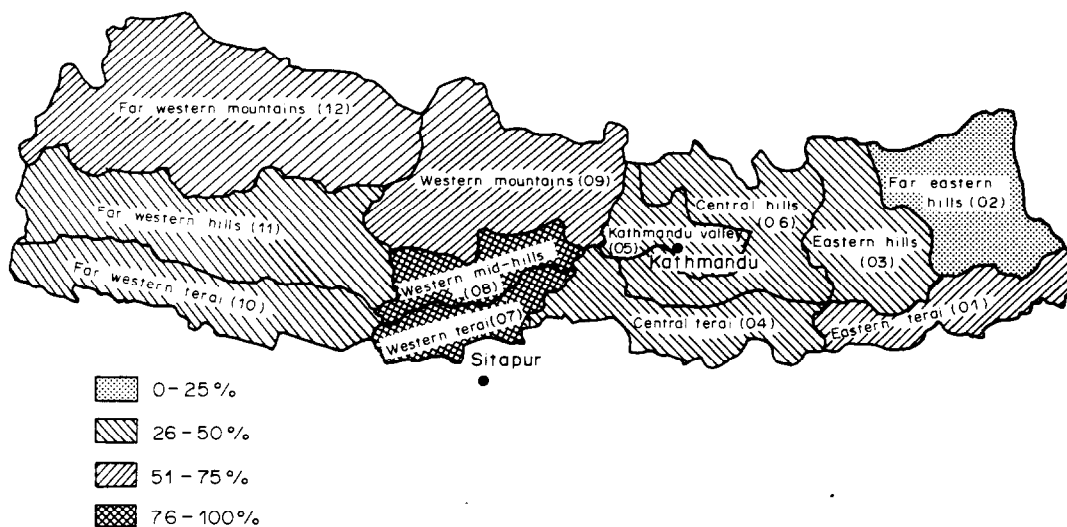 Far western mountains (12)
Western mountains (09)
Far eastern
hills (02)
Central hills
(06)
Far western hills (11)
Kathmandu valley
(05)
Kathmandu
Eastern hills
(03)
Western mid-hills
(08)
Far western terai (10)
Western terai (07)
Central terai (04)
Eastern terai (01)
Sitapur
0-25%
26-50%
51-75%
76-100%